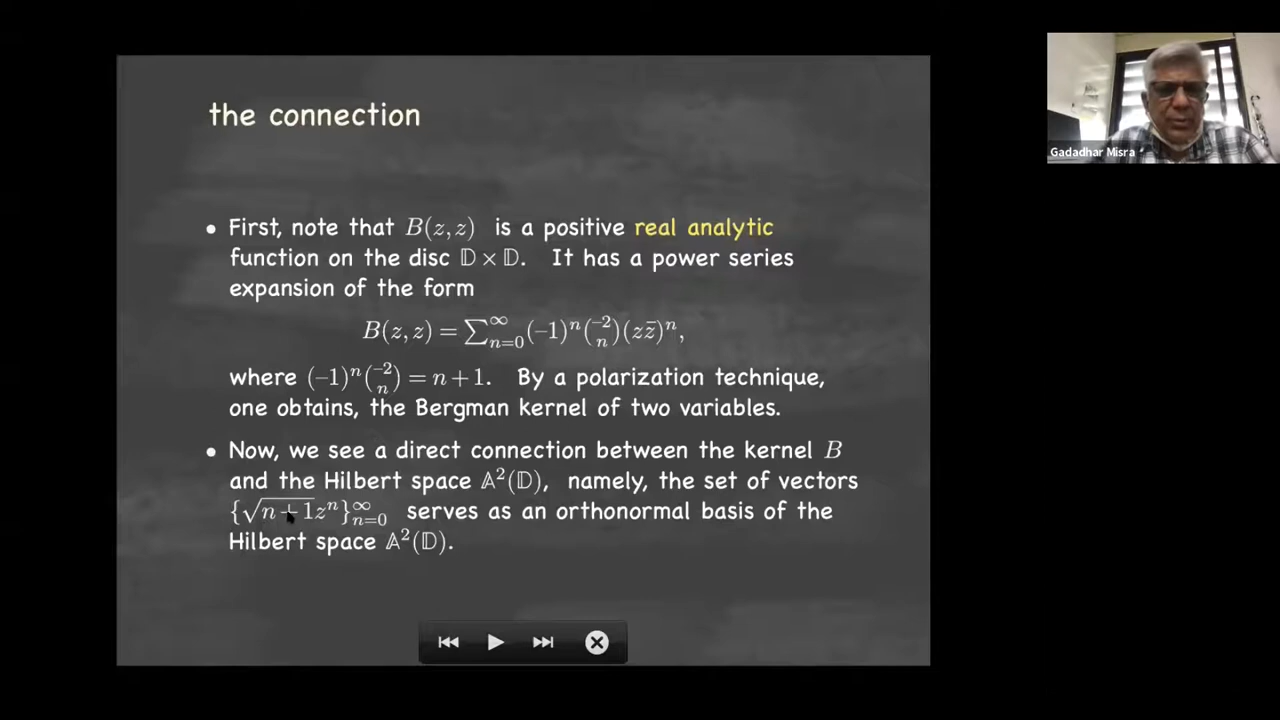 the connection
• First, note that B(z, z) is a positive real analytic
function on the disc 𝔻 × 𝔻. It has a power series
expansion of the form
B(z, z) = ∑_{n=0}^{∞} (−1)^n \binom{−2}{n} (z z̄)^n,
where (−1)^n \binom{−2}{n} = n + 1. By a polarization technique,
one obtains, the Bergman kernel of two variables.
• Now, we see a direct connection between the kernel B
and the Hilbert space 𝔸²(𝔻), namely, the set of vectors
{√(n+1) z^n}_{n=0}^{∞} serves as an orthonormal basis of the
Hilbert space 𝔸²(𝔻).
Gadadhar Misra